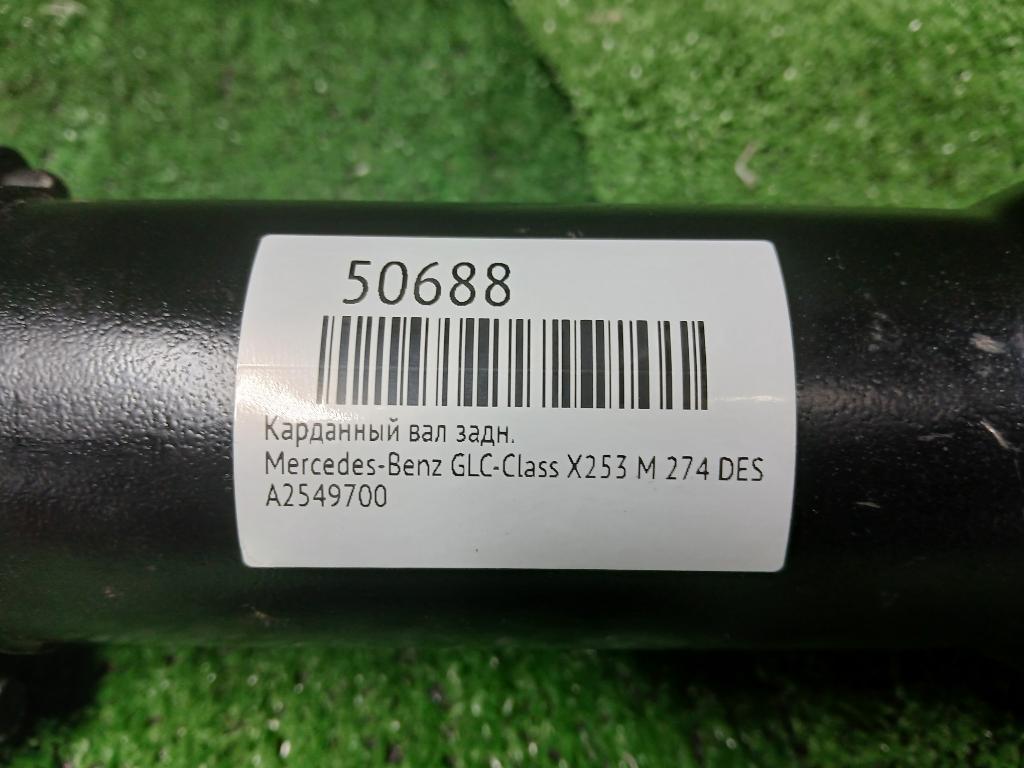 50688
Карданный вал задн.
Mercedes-Benz GLC-Class X253 M 274 DES
A2549700